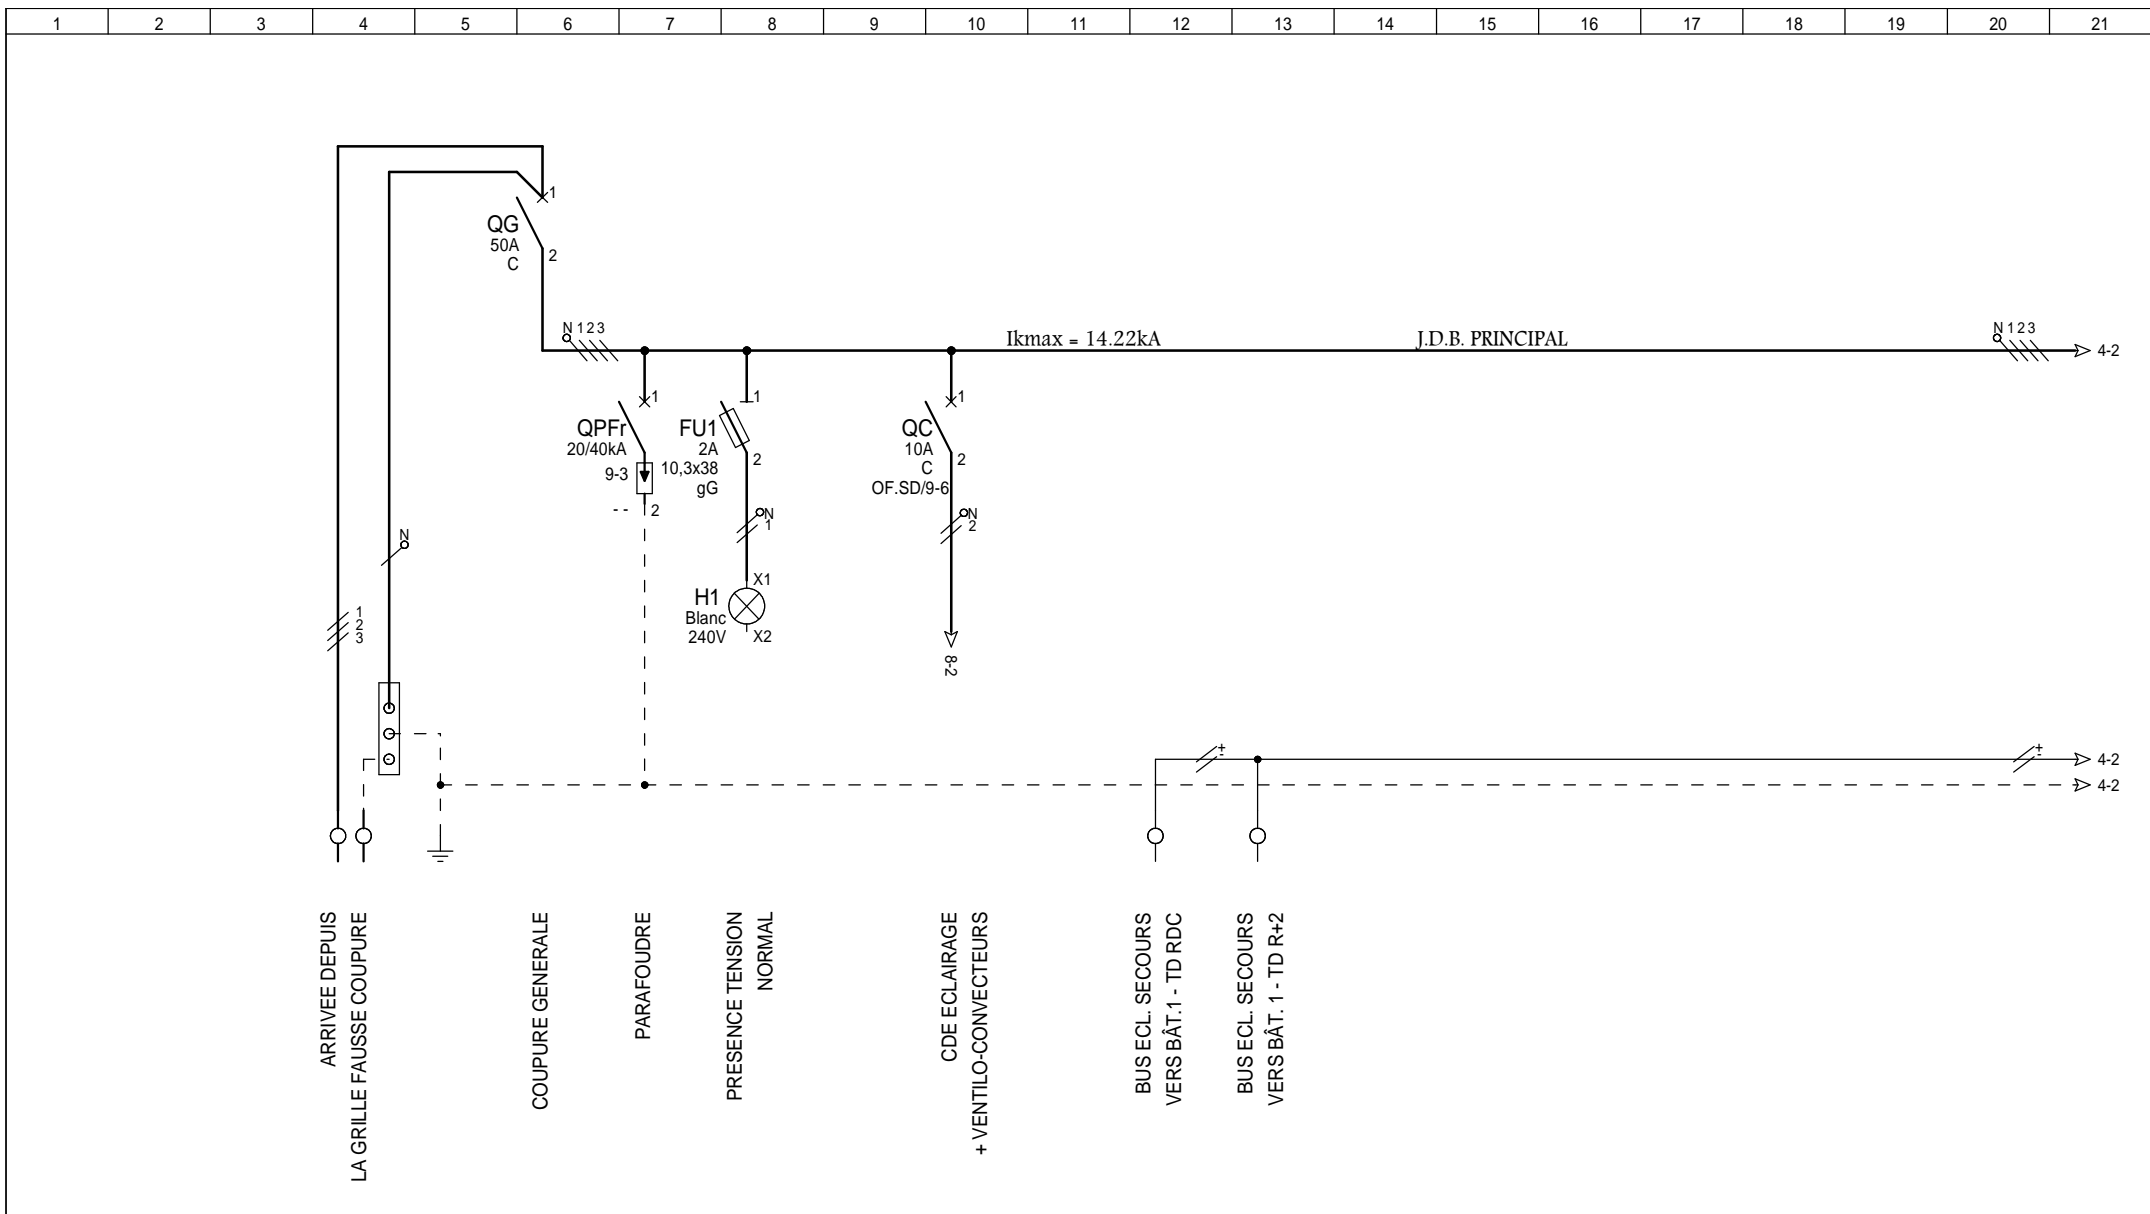 1 2 3 4 5 6 7 8 9 10 11 12 13 14 15 16 17 18 19 20 21
1
QG
50A
C
2
N 1 2 3
Ikmax = 14.22kA
J.D.B. PRINCIPAL
N 1 2 3
4-2
1
QPFr
20/40kA
9-3
- -
2
1
FU1
2A
10,3x38
gG
2
N
1
X1
H1
Blanc
240V
X2
1
QC
10A
C
OF.SD/9-6
2
N
2
8-2
N
1
2
3
+
-
+
-
4-2
4-2
ARRIVEE DEPUIS
LA GRILLE FAUSSE COUPURE
COUPURE GENERALE
PARAFOUDRE
PRESENCE TENSION
NORMAL
CDE ECLAIRAGE
+ VENTILO-CONVECTEURS
BUS ECL. SECOURS
VERS BÂT.1 - TD RDC
BUS ECL. SECOURS
VERS BÂT. 1 - TD R+2